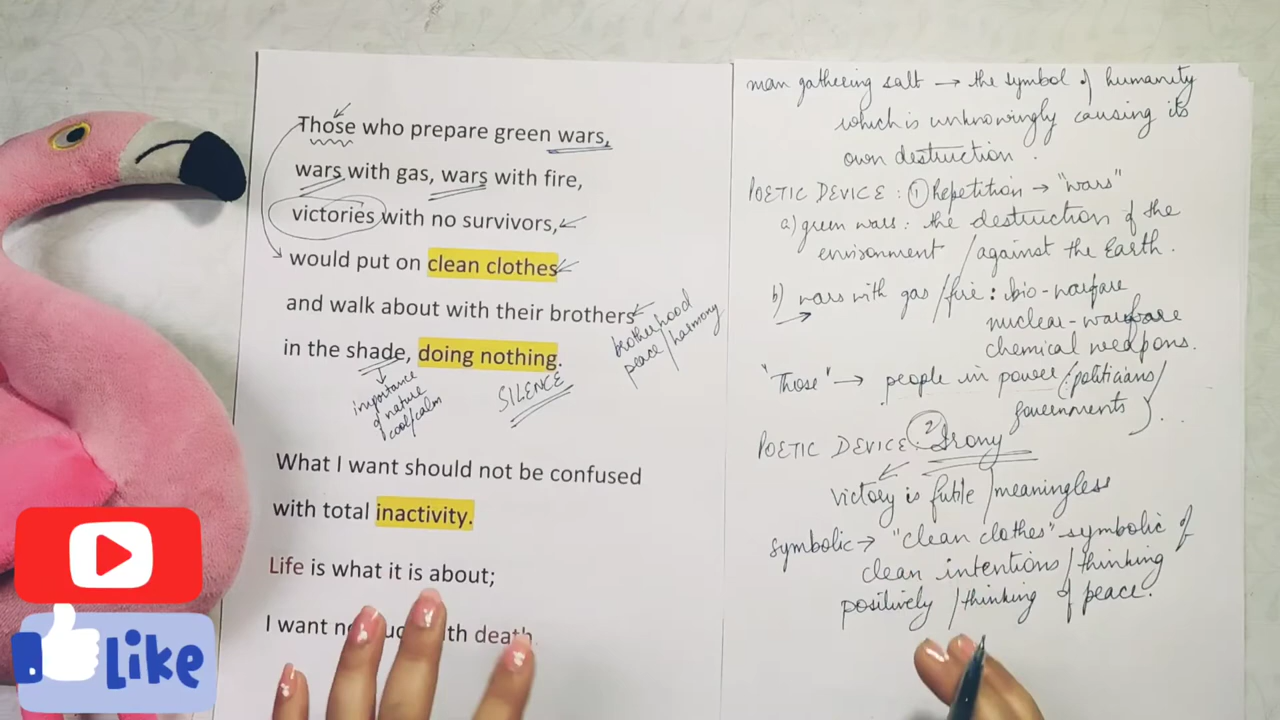 Those who prepare green wars,
wars with gas, wars with fire,
victories with no survivors,
would put on clean clothes
and walk about with their brothers
in the shade, doing nothing.
brotherhood
peace/harmony
importance
of nature
cool/calm
SILENCE
What I want should not be confused
with total inactivity.
Life is what it is about;
I want no truck with death.
man gathering salt → the symbol of humanity
which is unknowingly causing its
own destruction.
POETIC DEVICE: ① Repetition → "wars"
a) green wars: the destruction of the
environment / against the Earth.
b) wars with gas/fire: bio-warfare
nuclear-warfare
chemical weapons.
"Those" → people in power (politicians/
governments).
POETIC DEVICE: ② Irony
victory is futile/meaningless
symbolic → "clean clothes" symbolic of
clean intentions/thinking
positively/thinking of peace.
Like